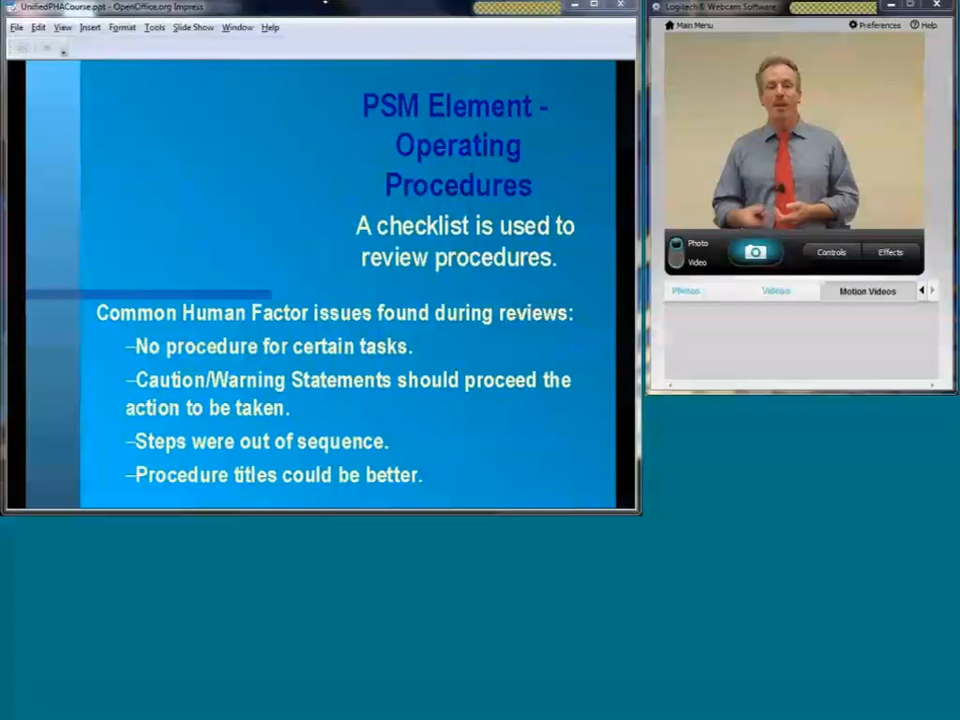 UnifiedPHACourse.ppt - OpenOffice.org Impress
File Edit View Insert Format Tools Slide Show Window Help
PSM Element -
Operating
Procedures
A checklist is used to
review procedures.
Common Human Factor issues found during reviews:
–No procedure for certain tasks.
–Caution/Warning Statements should proceed the
action to be taken.
–Steps were out of sequence.
–Procedure titles could be better.
Logitech® Webcam Software
Main Menu Preferences Help
Photo
Video
Controls Effects
Photos Videos Motion Videos